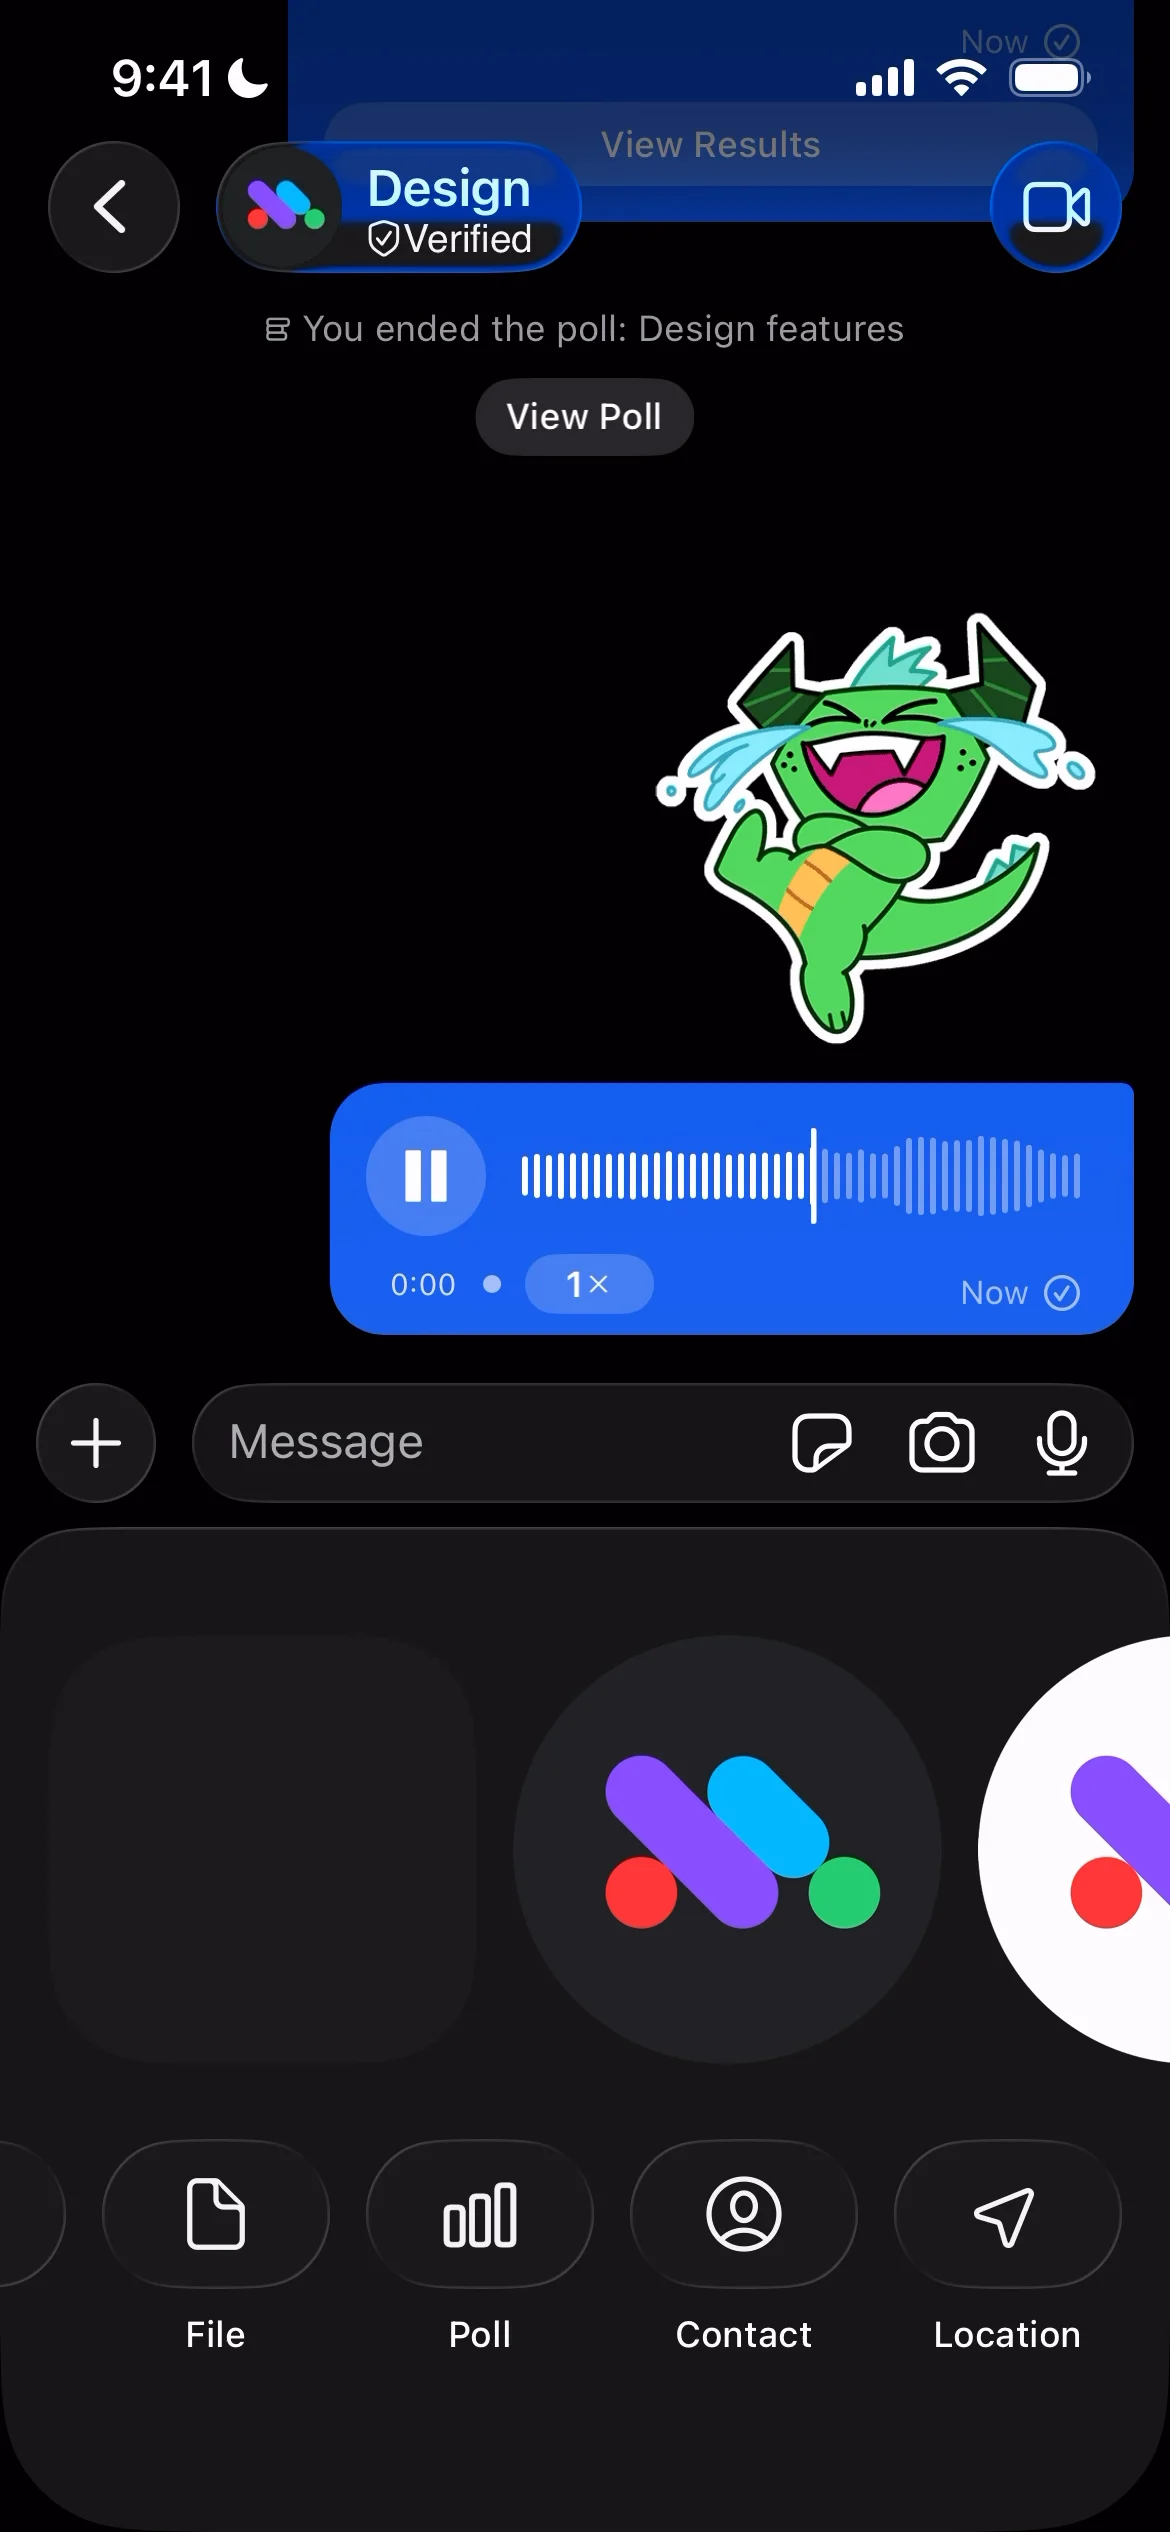 Now
9:41
View Results
Design
Verified
You ended the poll: Design features
View Poll
0:00
1×
Now
Message
File
Poll
Contact
Location